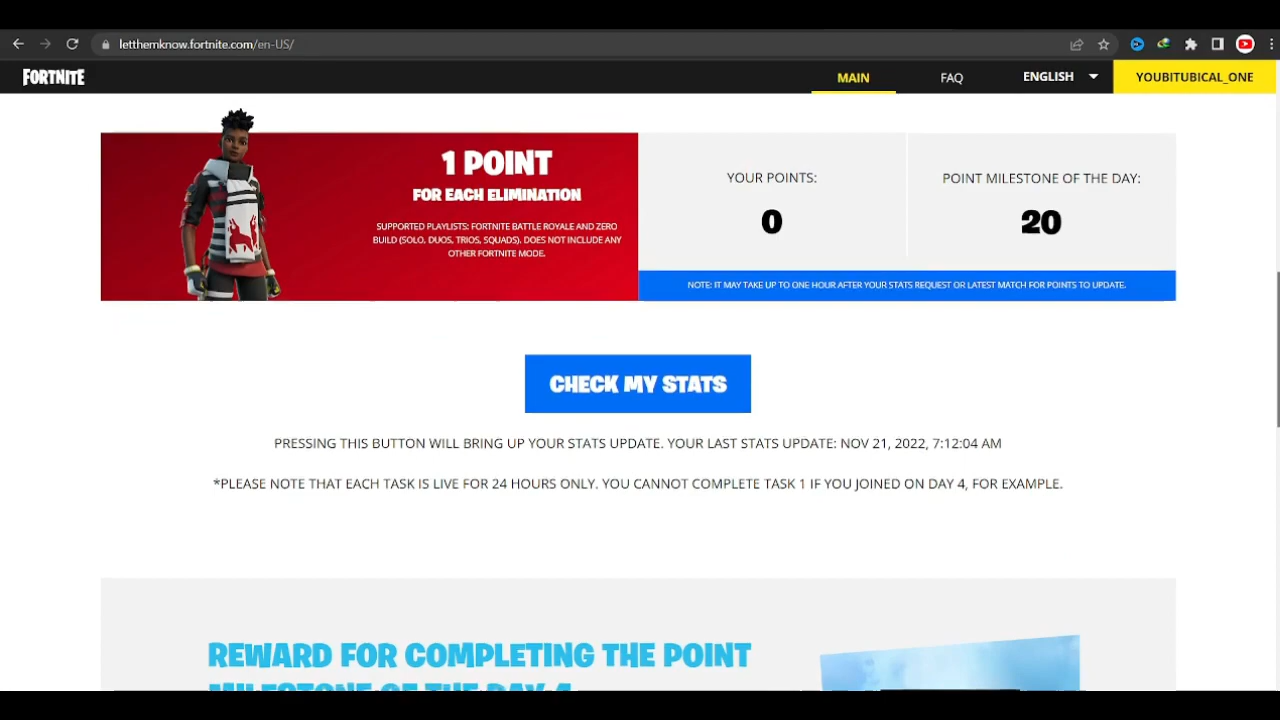 letthemknow.fortnite.com/en-US/
FORTNITE
MAIN
FAQ
ENGLISH
YOUBITUBICAL_ONE
1 POINT
FOR EACH ELIMINATION
SUPPORTED PLAYLISTS: FORTNITE BATTLE ROYALE AND ZERO
BUILD (SOLO, DUOS, TRIOS, SQUADS). DOES NOT INCLUDE ANY
OTHER FORTNITE MODE.
YOUR POINTS:
0
POINT MILESTONE OF THE DAY:
20
NOTE: IT MAY TAKE UP TO ONE HOUR AFTER YOUR STATS REQUEST OR LATEST MATCH FOR POINTS TO UPDATE.
CHECK MY STATS
PRESSING THIS BUTTON WILL BRING UP YOUR STATS UPDATE. YOUR LAST STATS UPDATE: NOV 21, 2022, 7:12:04 AM
*PLEASE NOTE THAT EACH TASK IS LIVE FOR 24 HOURS ONLY. YOU CANNOT COMPLETE TASK 1 IF YOU JOINED ON DAY 4, FOR EXAMPLE.
REWARD FOR COMPLETING THE POINT
MILESTONE OF THE DAY 4